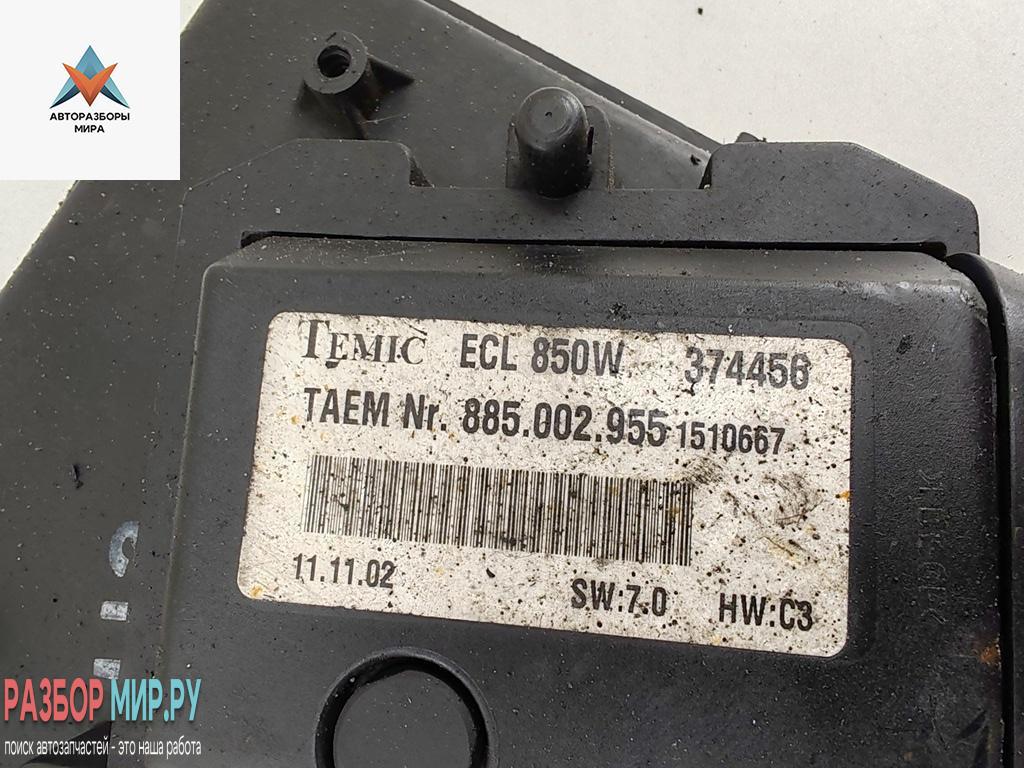 АВТОРАЗБОРЫ
МИРА
TEMIC ECL 850W 374456
TAEM Nr. 885.002.955 1510667
11.11.02 SW:7.0 HW:C3
РАЗБОР МИР.РУ
поиск автозапчастей - это наша работа